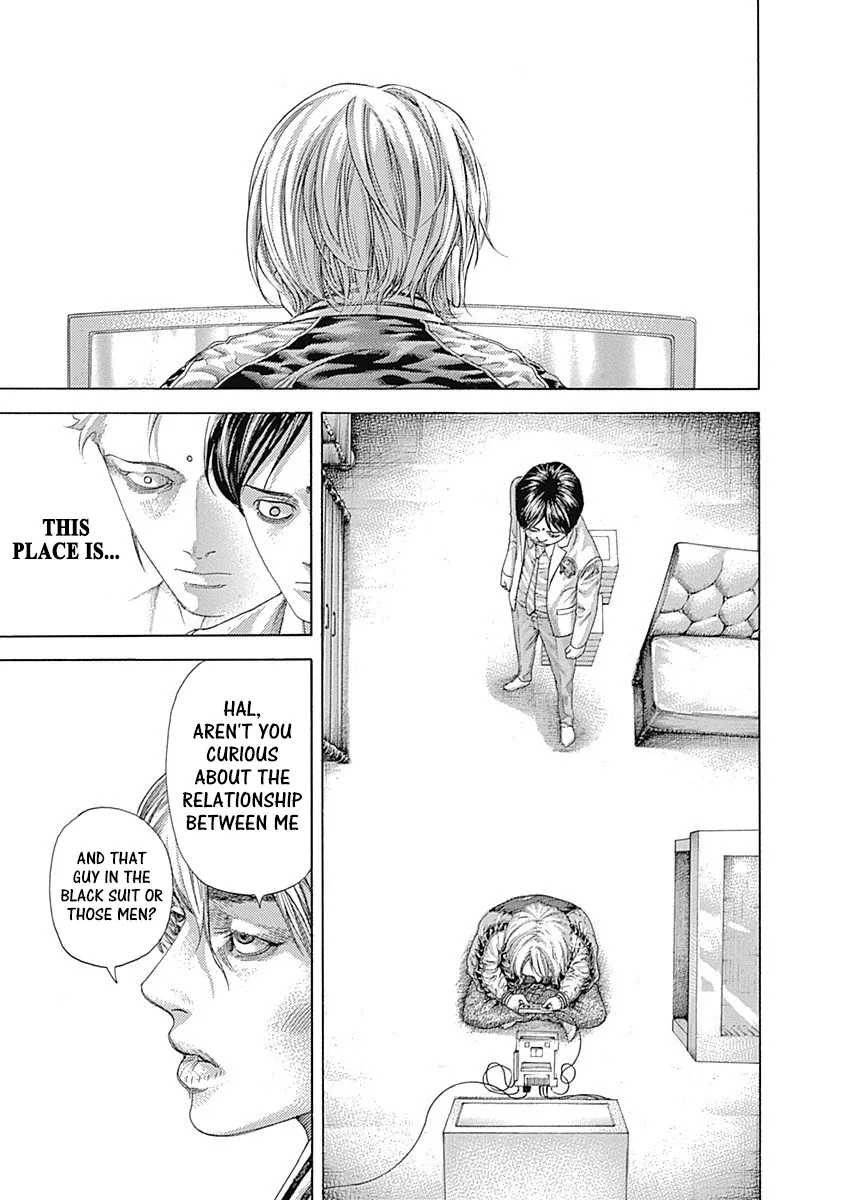 THIS
PLACE IS...
HAL,
AREN'T YOU
CURIOUS
ABOUT THE
RELATIONSHIP
BETWEEN ME
AND THAT
GUY IN THE
BLACK SUIT OR
THOSE MEN?